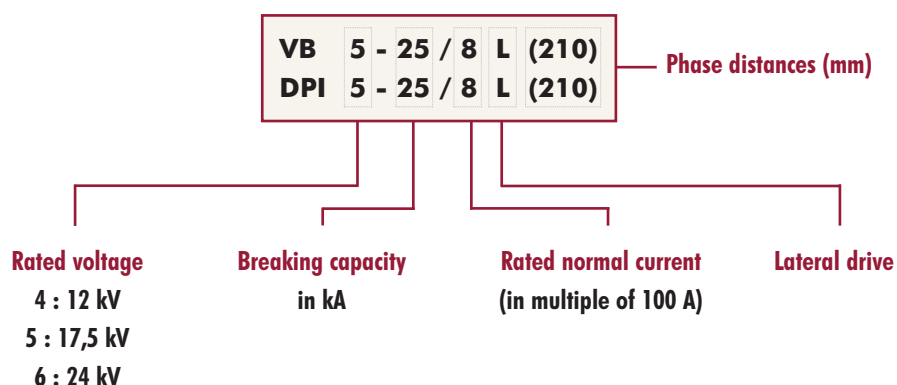 VB 5 - 25 / 8 L (210)
DPI 5 - 25 / 8 L (210)
Phase distances (mm)
Rated voltage
4 : 12 kV
5 : 17,5 kV
6 : 24 kV
Breaking capacity
in kA
Rated normal current
(in multiple of 100 A)
Lateral drive